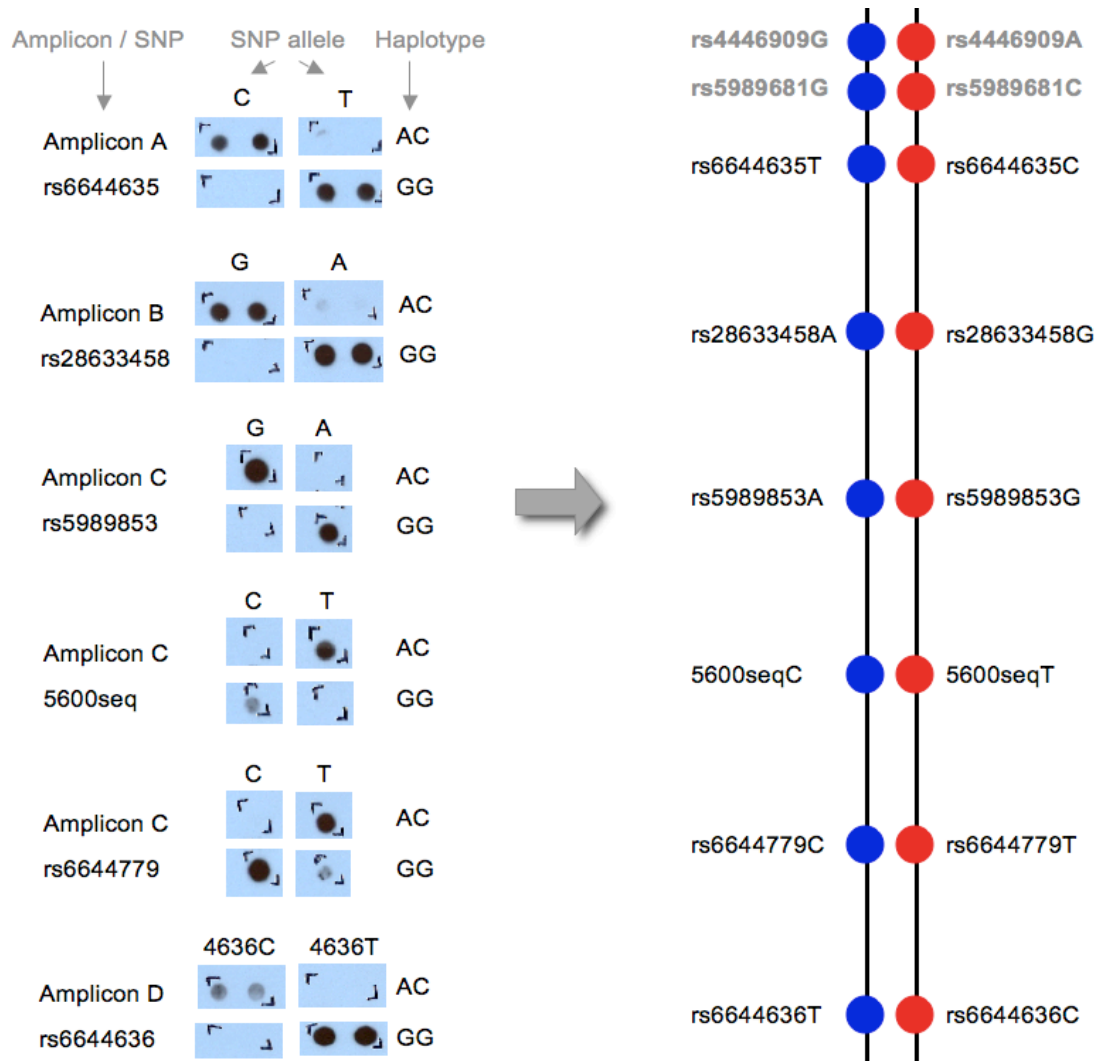 Amplicon / SNP SNP allele Haplotype
C T
Amplicon A AC
rs6644635 GG
G A
Amplicon B AC
rs28633458 GG
G A
Amplicon C AC
rs5989853 GG
C T
Amplicon C AC
5600seq GG
C T
Amplicon C AC
rs6644779 GG
4636C 4636T
Amplicon D AC
rs6644636 GG
rs4446909G rs4446909A
rs5989681G rs5989681C
rs6644635T rs6644635C
rs28633458A rs28633458G
rs5989853A rs5989853G
5600seqC 5600seqT
rs6644779C rs6644779T
rs6644636T rs6644636C